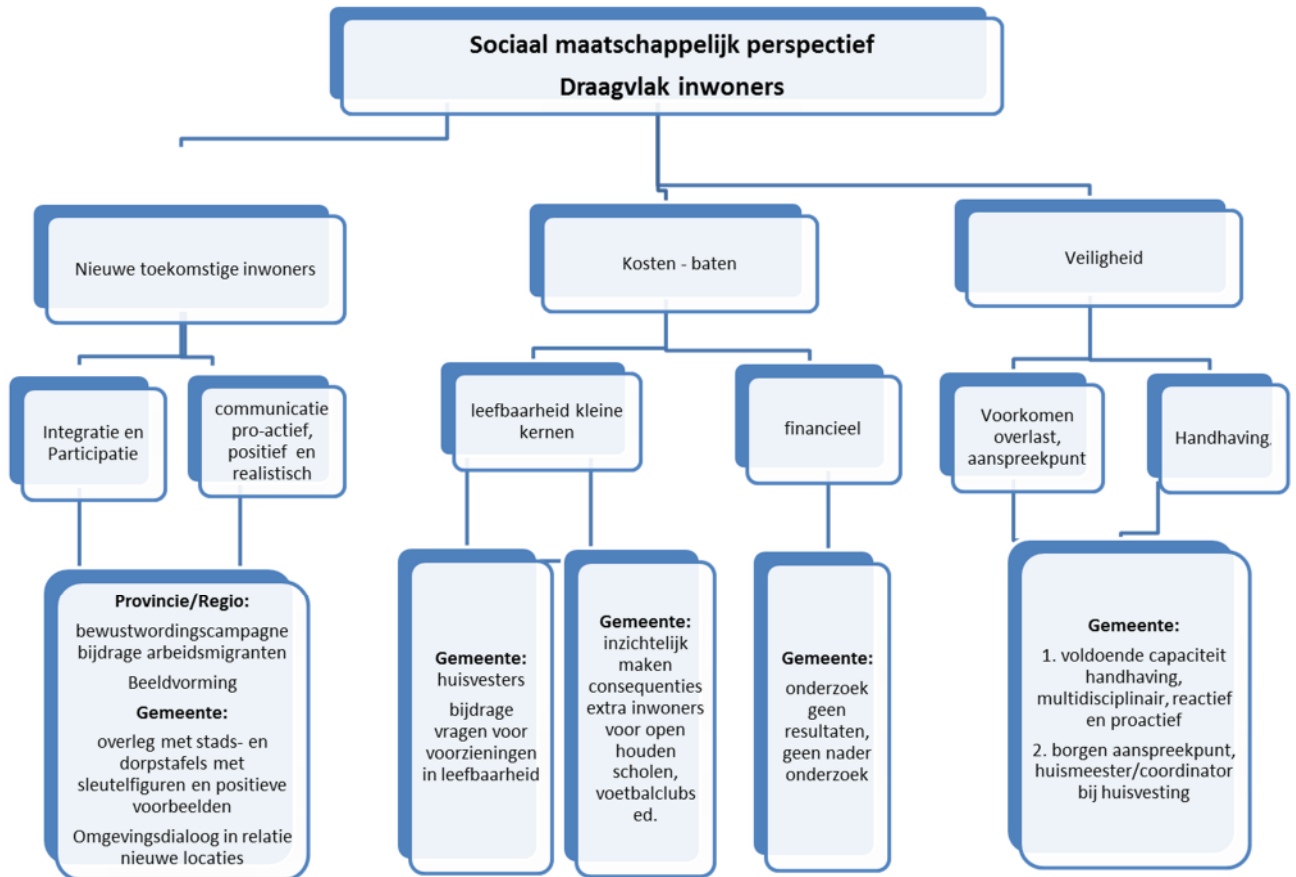 Sociaal maatschappelijk perspectief
Draagvlak inwoners
Nieuwe toekomstige inwoners
Kosten - baten
Veiligheid
Integratie en
Participatie
communicatie
pro-actief,
positief en
realistisch
leefbaarheid kleine
kernen
financieel
Voorkomen
overlast,
aanspreekpunt
Handhaving.
Provincie/Regio:
bewustwordingscampagne
bijdrage arbeidsmigranten
Beeldvorming
Gemeente:
overleg met stads- en
dorpstafels met
sleutelfiguren en positieve
voorbeelden
Omgevingsdialoog in relatie
nieuwe locaties
Gemeente:
huisvesters
bijdrage
vragen voor
voorzieningen
in leefbaarheid
Gemeente:
inzichtelijk
maken
consequenties
extra inwoners
voor open
houden
scholen,
voetbalclubs
ed.
Gemeente:
onderzoek
geen
resultaten,
geen nader
onderzoek
Gemeente:
1. voldoende capaciteit
handhaving,
multidisciplinair, reactief
en proactief
2. borgen aanspreekpunt,
huismeester/coordinator
bij huisvesting